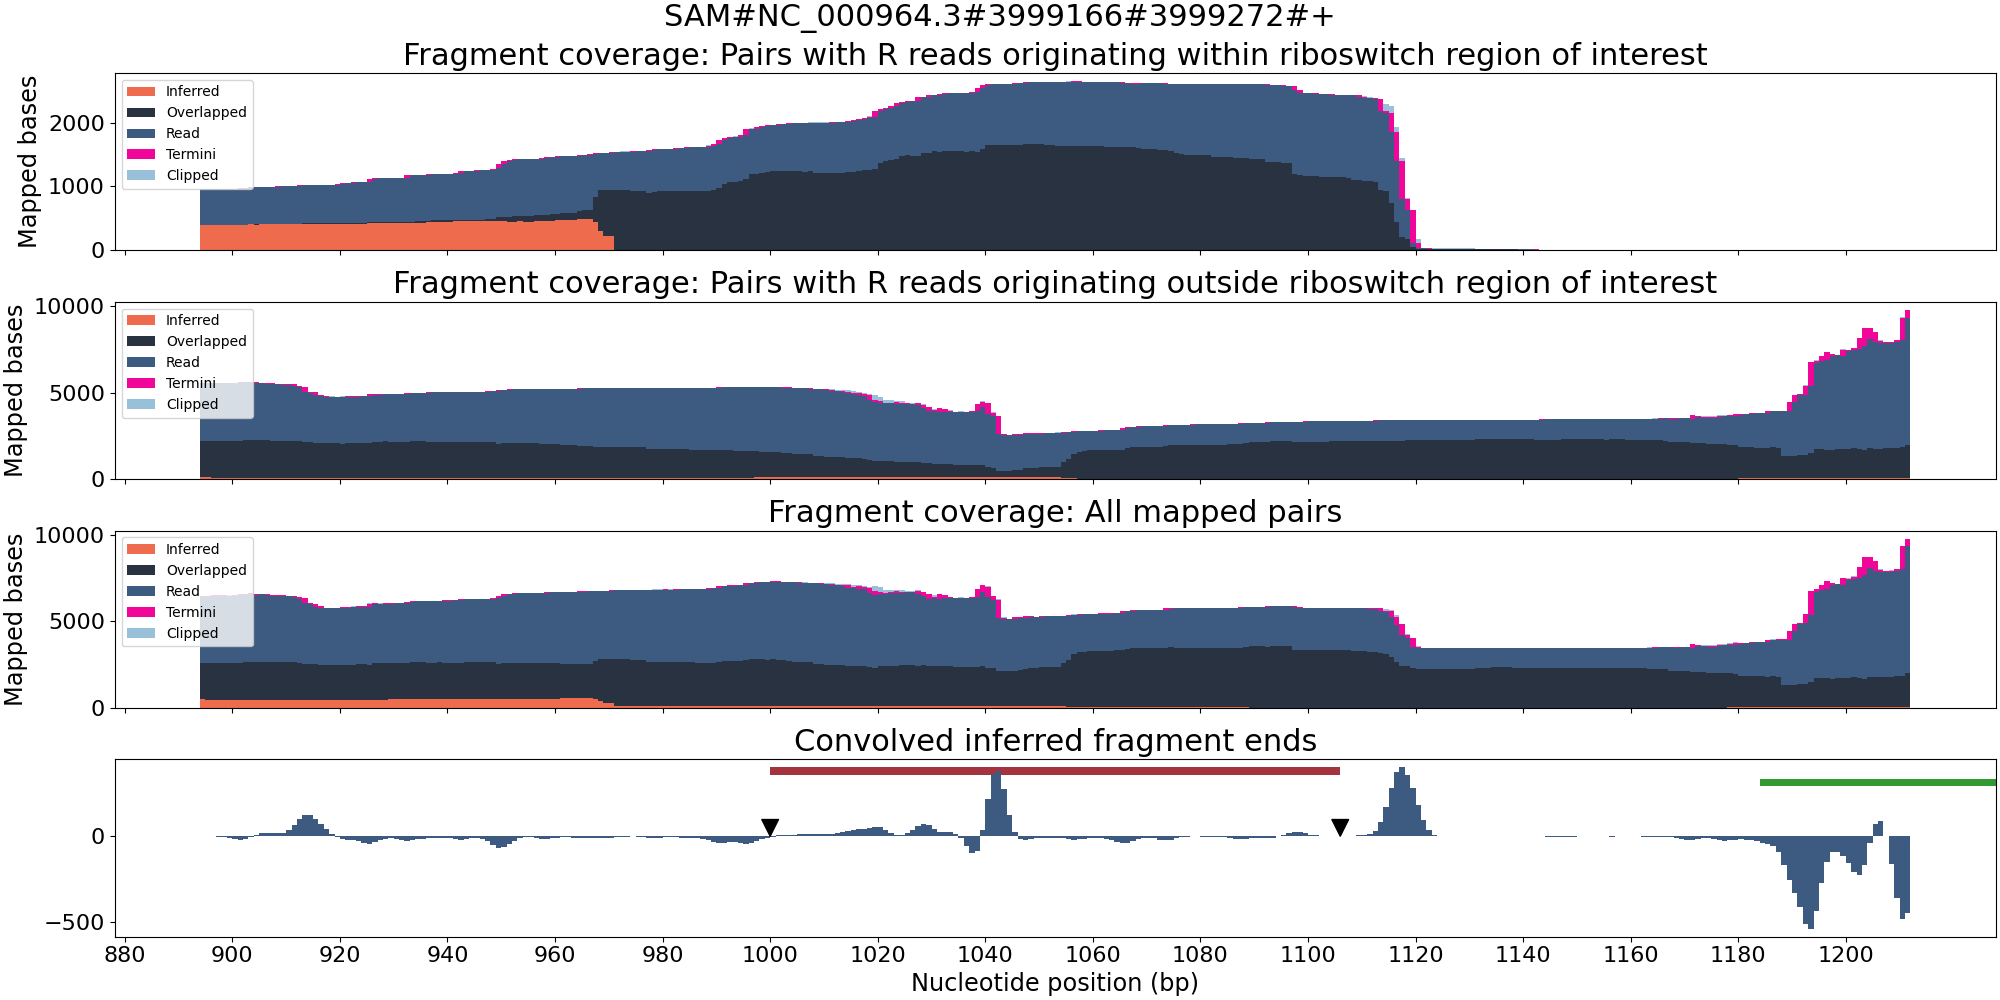 SAM#NC_000964.3#3999166#3999272#+
Fragment coverage: Pairs with R reads originating within riboswitch region of interest
Mapped bases
2000
1000
0
Inferred
Overlapped
Read
Termini
Clipped
Fragment coverage: Pairs with R reads originating outside riboswitch region of interest
Mapped bases
10000
5000
0
Inferred
Overlapped
Read
Termini
Clipped
Fragment coverage: All mapped pairs
Mapped bases
10000
5000
0
Inferred
Overlapped
Read
Termini
Clipped
Convolved inferred fragment ends
0
−500
880 900 920 940 960 980 1000 1020 1040 1060 1080 1100 1120 1140 1160 1180 1200
Nucleotide position (bp)